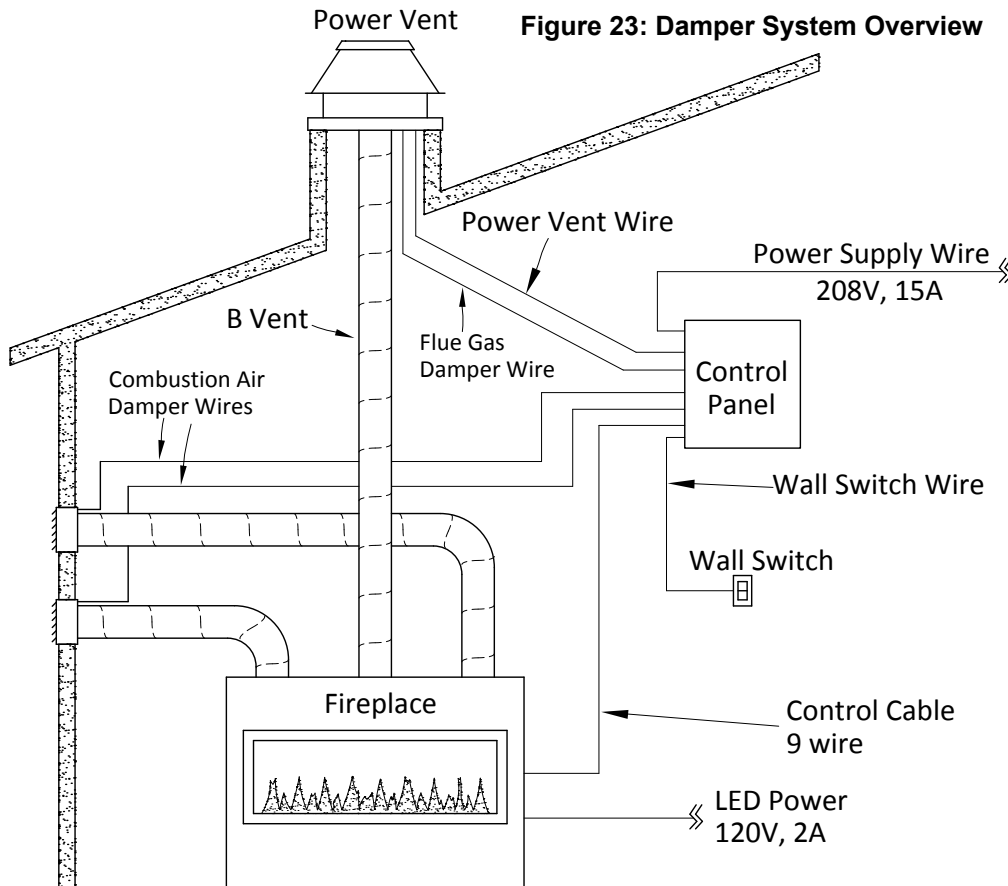 Power Vent
Figure 23: Damper System Overview
Power Vent Wire
Power Supply Wire
208V, 15A
B Vent
Flue Gas
Damper Wire
Control
Panel
Combustion Air
Damper Wires
Wall Switch Wire
Wall Switch
Fireplace
Control Cable
9 wire
LED Power
120V, 2A